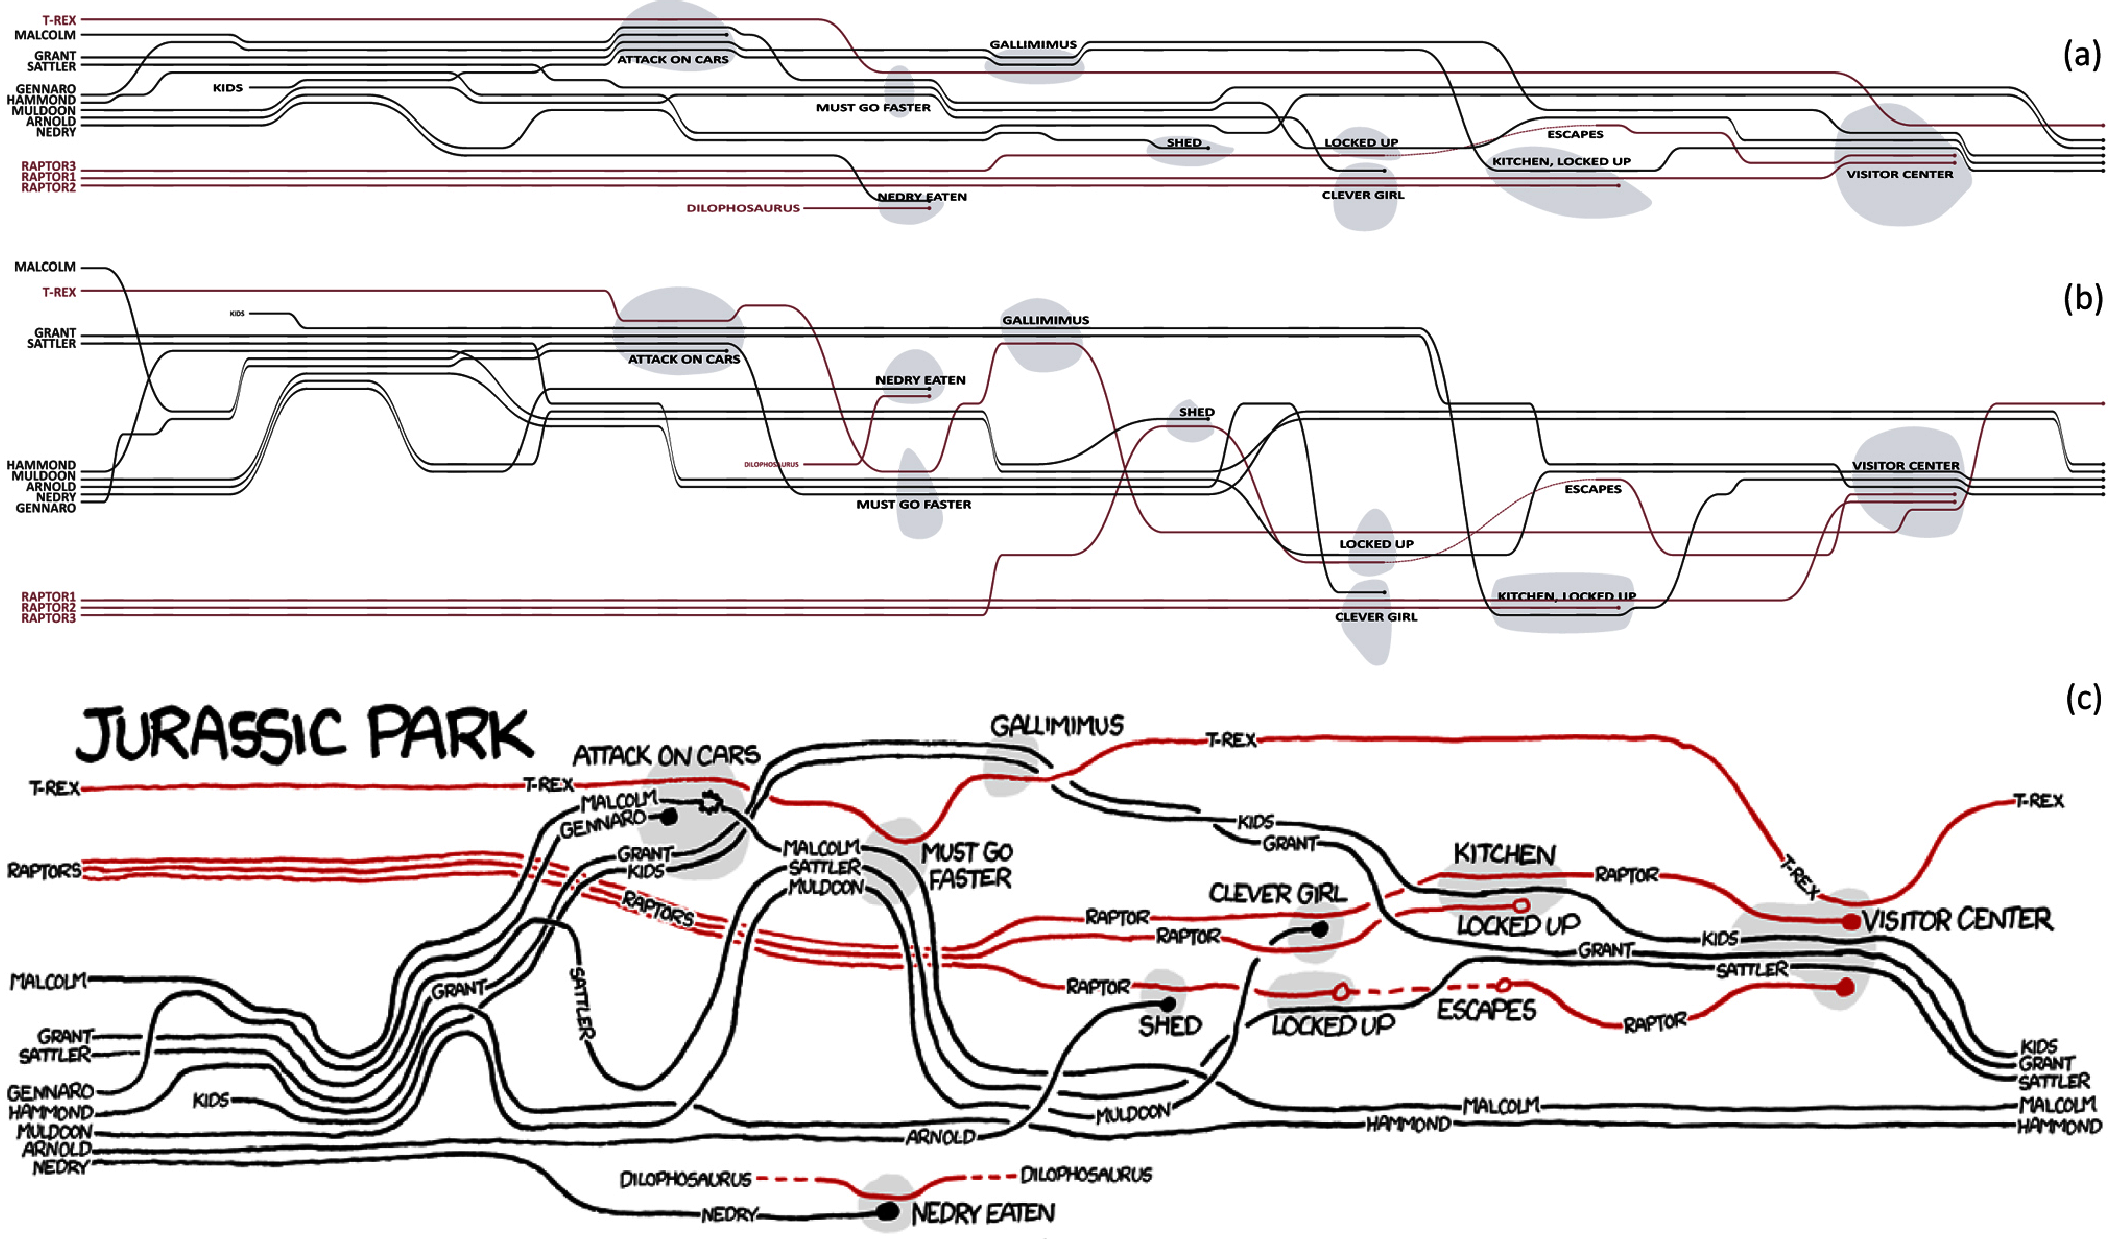 (a)
T-REX
MALCOLM
GRANT
SATTLER
GENNARO
HAMMOND
MULDOON
ARNOLD
NEDRY
KIDS
RAPTOR3
RAPTOR1
RAPTOR2
DILOPHOSAURUS
ATTACK ON CARS
MUST GO FASTER
NEDRY EATEN
GALLIMIMUS
SHED
LOCKED UP
CLEVER GIRL
ESCAPES
KITCHEN, LOCKED UP
VISITOR CENTER
(b)
MALCOLM
T-REX
KIDS
GRANT
SATTLER
HAMMOND
MULDOON
ARNOLD
NEDRY
GENNARO
RAPTOR1
RAPTOR2
RAPTOR3
ATTACK ON CARS
DILOPHOSAURUS
NEDRY EATEN
MUST GO FASTER
GALLIMIMUS
SHED
LOCKED UP
CLEVER GIRL
ESCAPES
KITCHEN, LOCKED UP
VISITOR CENTER
(c)
JURASSIC PARK
T-REX
RAPTORS
MALCOLM
GRANT
SATTLER
GENNARO
HAMMOND
MULDOON
ARNOLD
NEDRY
KIDS
GRANT
T-REX
ATTACK ON CARS
MALCOLM
GENNARO
GRANT
KIDS
RAPTORS
SATTLER
MALCOLM
SATTLER
MULDOON
MUST GO
FASTER
DILOPHOSAURUS
NEDRY
NEDRY EATEN
DILOPHOSAURUS
ARNOLD
GALLIMIMUS
T-REX
KIDS
GRANT
RAPTOR
RAPTOR
RAPTOR
CLEVER GIRL
SHED
MULDOON
LOCKED UP
KITCHEN
LOCKED UP
RAPTOR
ESCAPES
RAPTOR
GRANT
KIDS
SATTLER
MALCOLM
HAMMOND
T-REX
VISITOR CENTER
T-REX
KIDS
GRANT
SATTLER
MALCOLM
HAMMOND